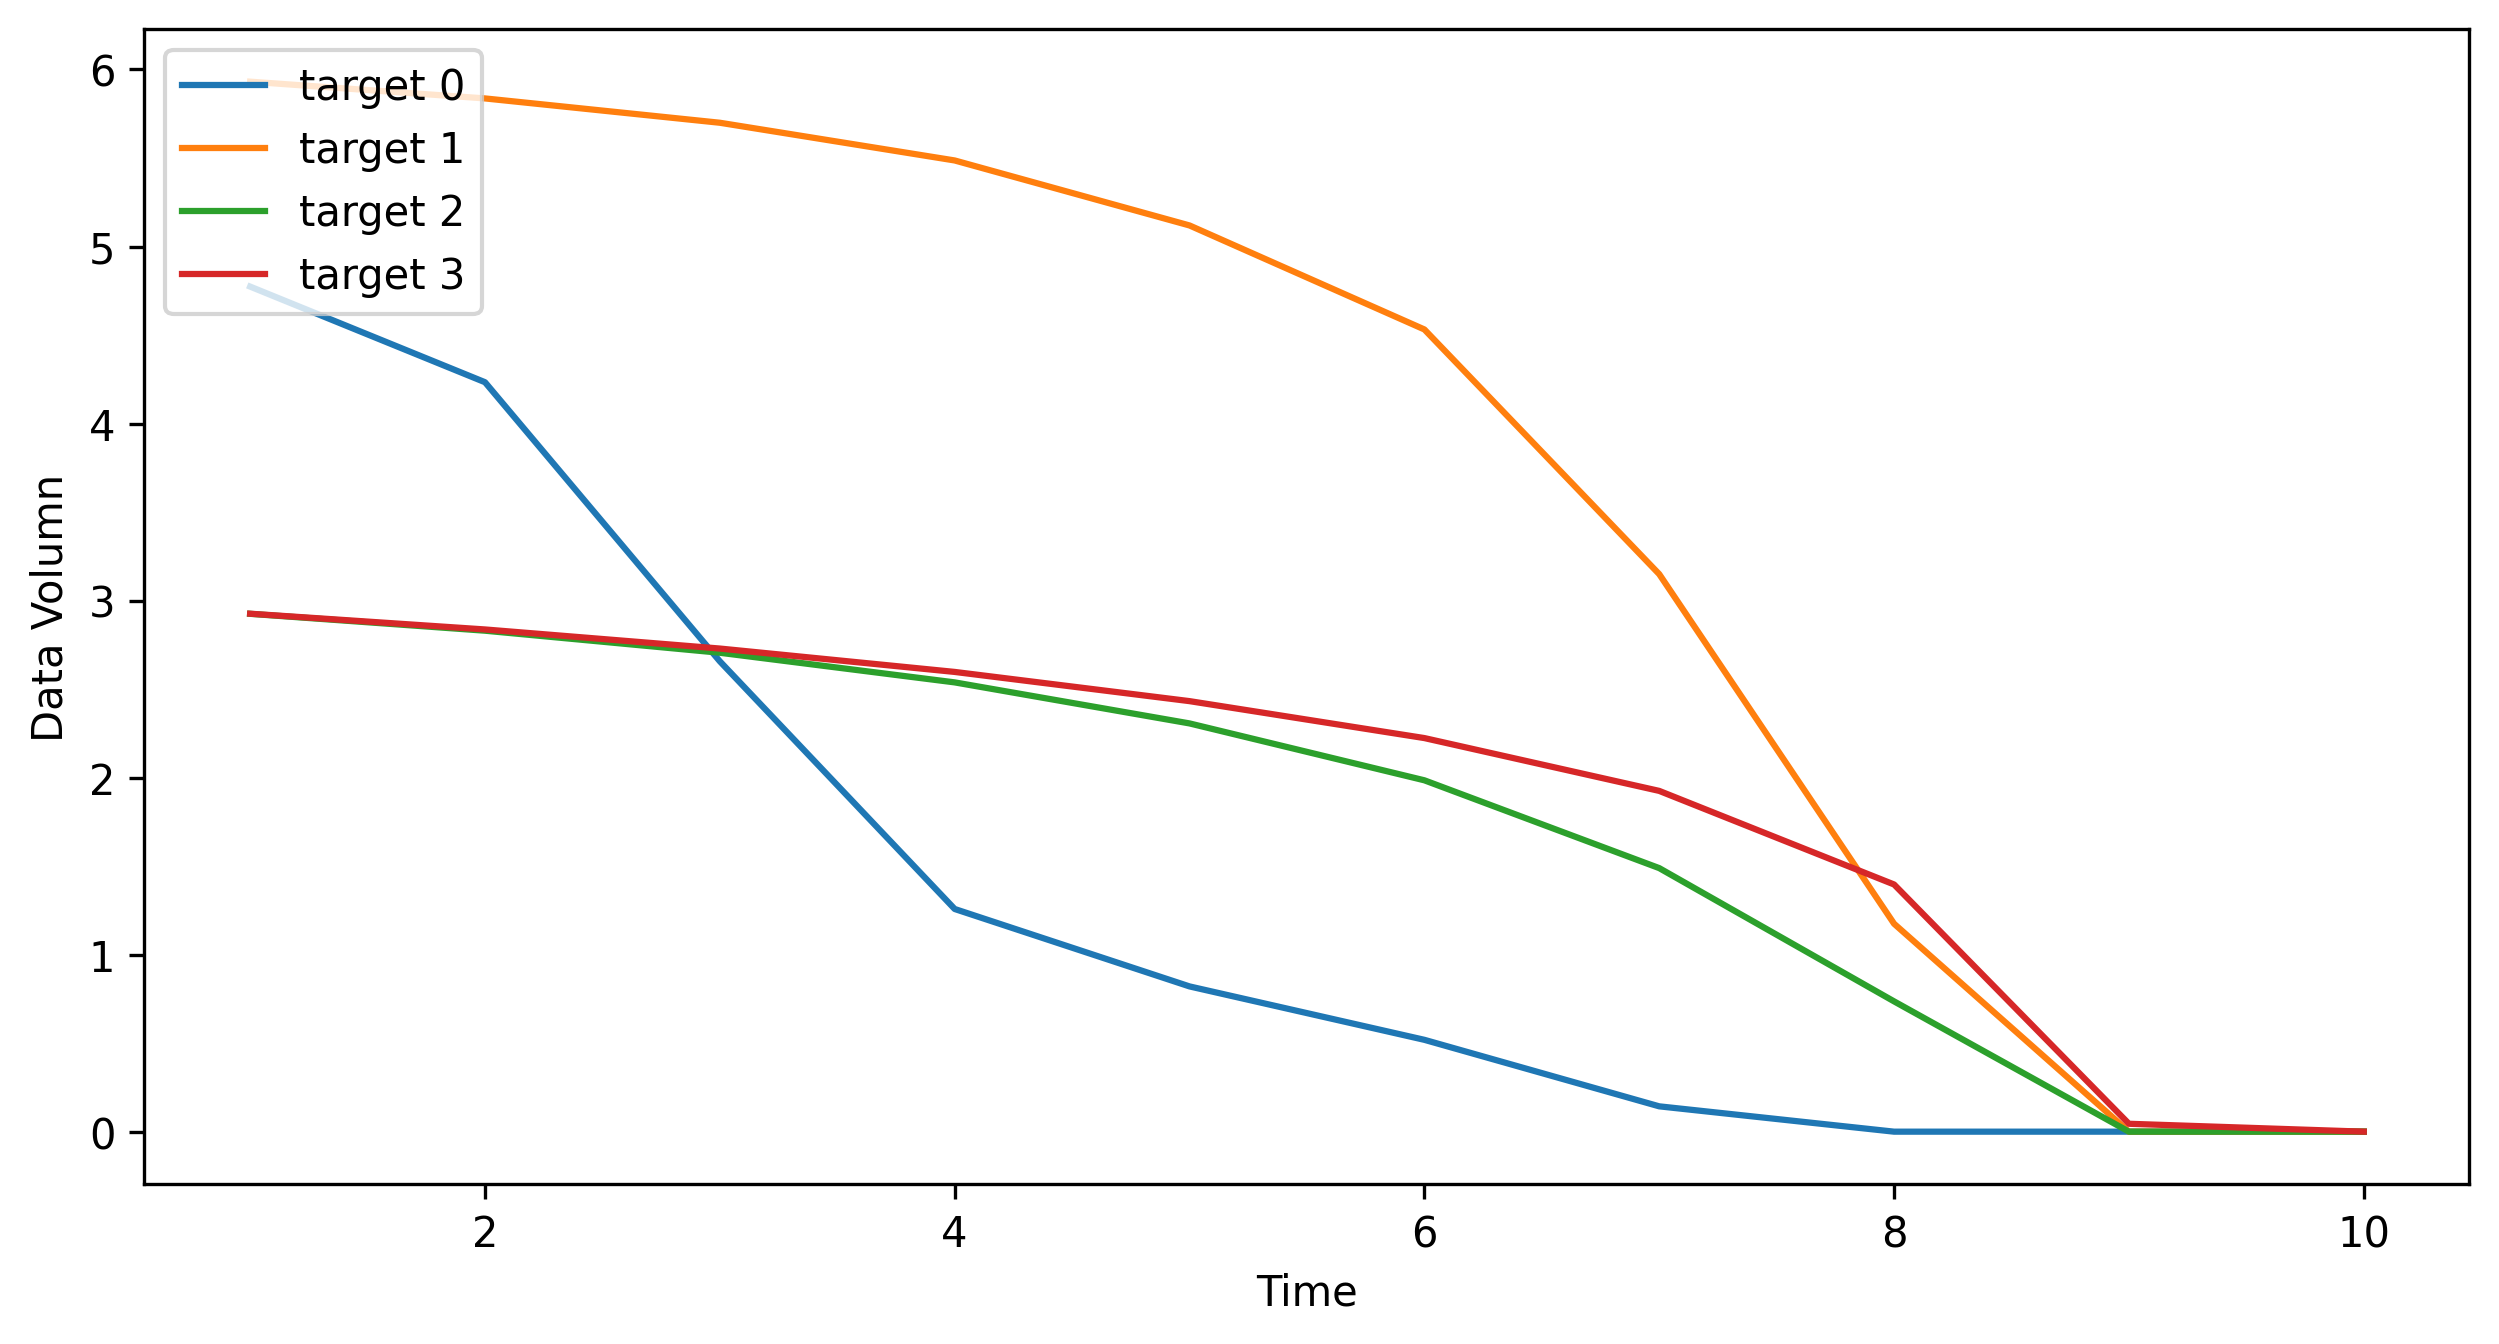 target 0
target 1
target 2
target 3
6
5
4
3
2
1
0
Data Volumn
2 4 6 8 10
Time